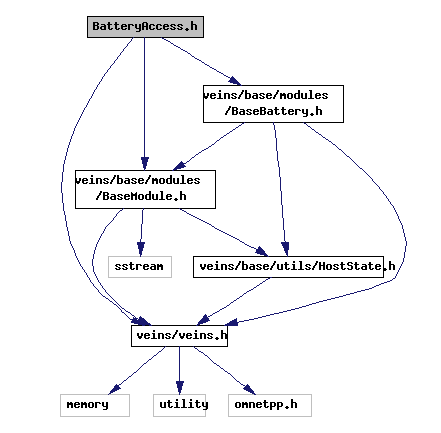 BatteryAccess.h
veins/base/modules
/BaseBattery.h
veins/base/modules
/BaseModule.h
sstream
veins/base/utils/HostState.h
veins/veins.h
memory
utility
omnetpp.h